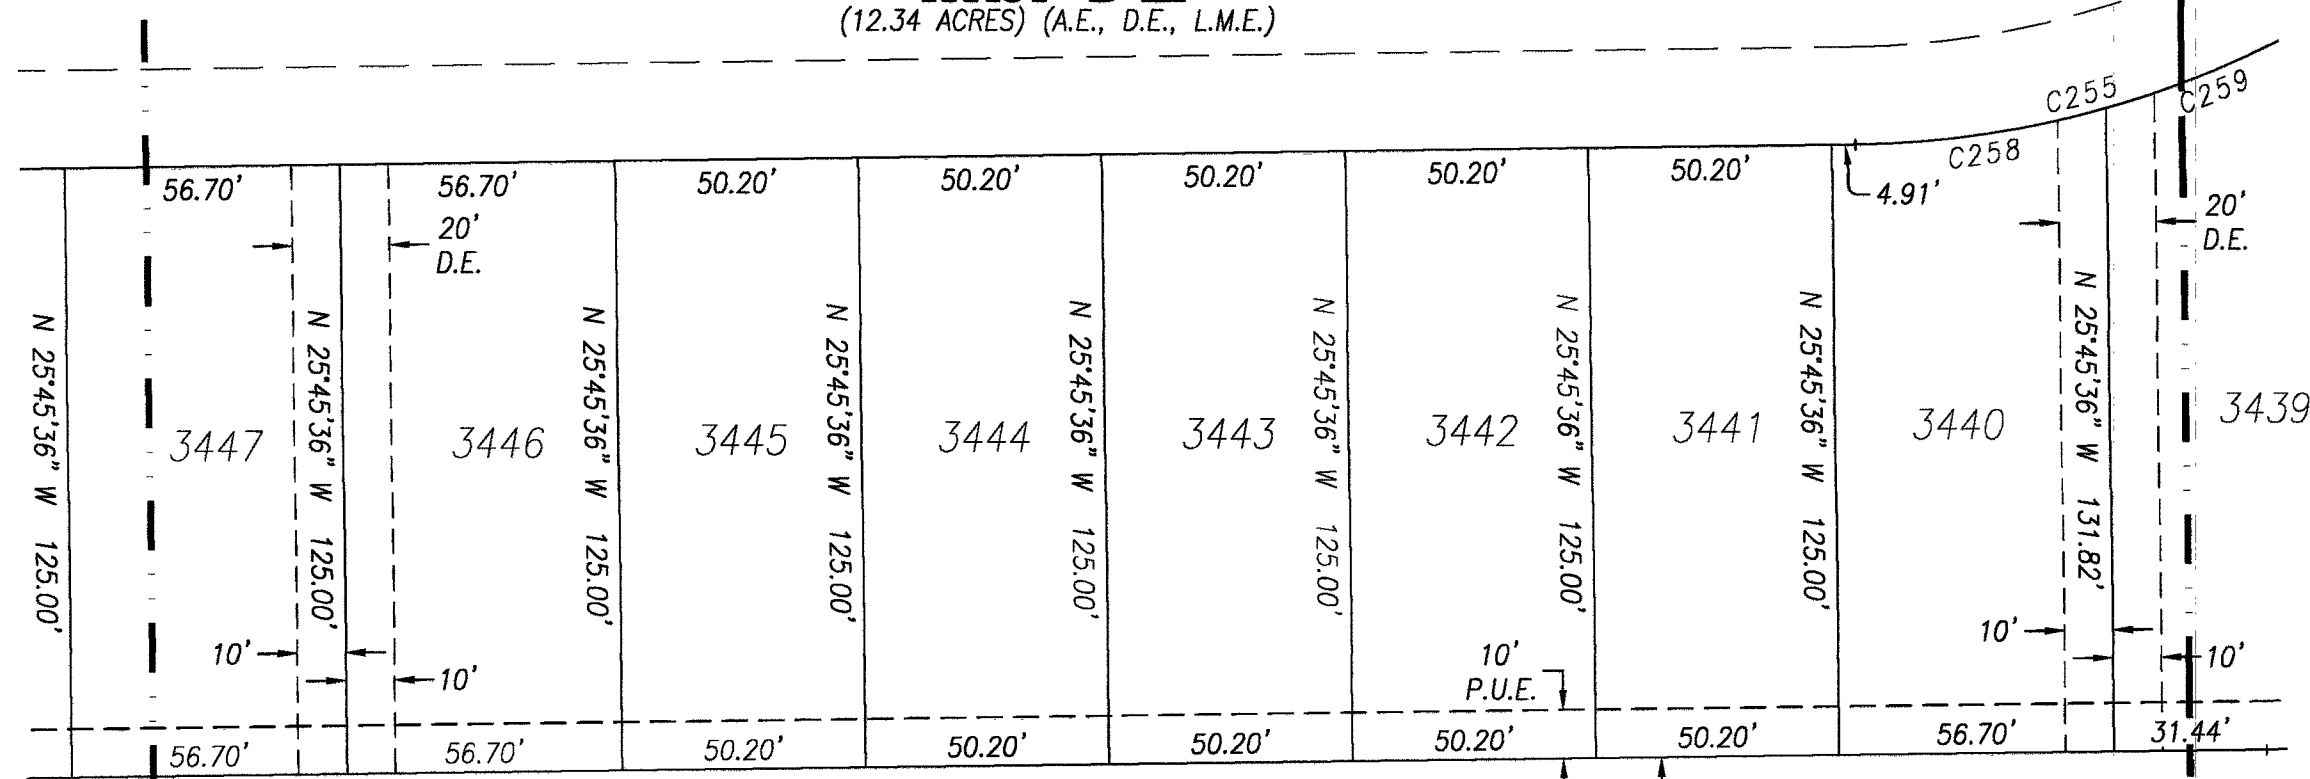 (12.34 ACRES) (A.E., D.E., L.M.E.)
C255
C259
C258
56.70'
56.70'
50.20'
50.20'
50.20'
50.20'
50.20'
4.91'
20'
D.E.
20'
D.E.
N 25°45'36" W 125.00'
N 25°45'36" W 125.00'
N 25°45'36" W 125.00'
N 25°45'36" W 125.00'
N 25°45'36" W 125.00'
N 25°45'36" W 125.00'
N 25°45'36" W 125.00'
N 25°45'36" W 125.00'
N 25°45'36" W 131.82'
3447
3446
3445
3444
3443
3442
3441
3440
3439
10'
10'
10'
P.U.E.
10'
10'
56.70'
56.70'
50.20'
50.20'
50.20'
50.20'
50.20'
56.70'
31.44'